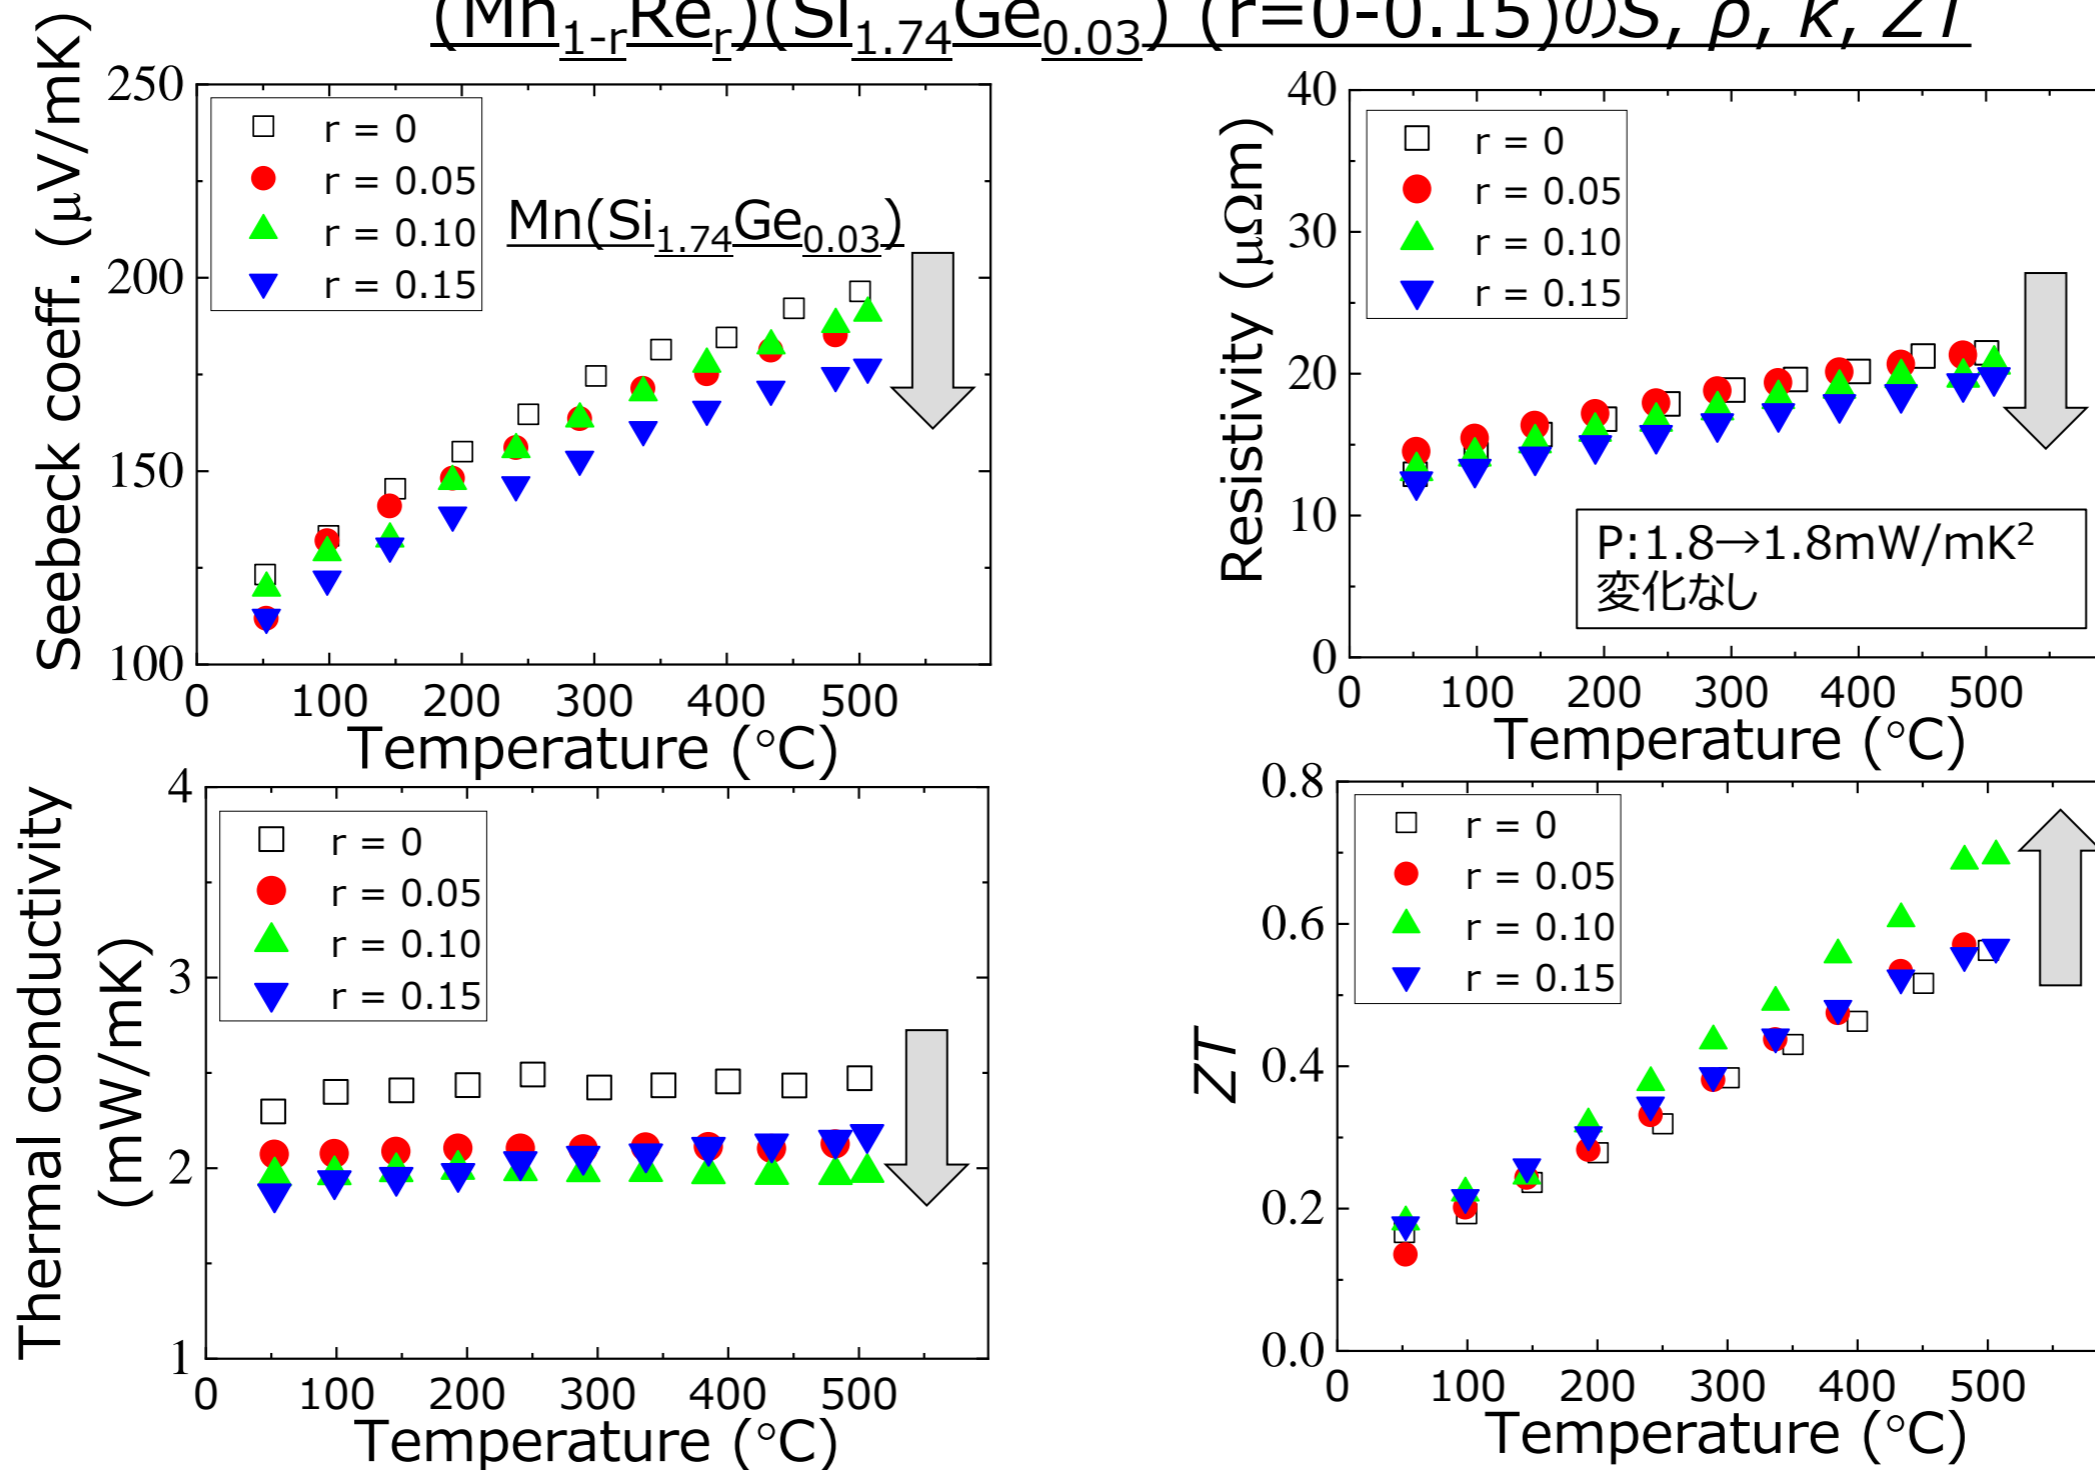 (Mn1-rRer)(Si1.74Ge0.03) (r=0-0.15)のS, ρ, κ, ZT
Seebeck coeff. (μV/mK)
250
200
150
100
r = 0
r = 0.05
r = 0.10
r = 0.15
Mn(Si1.74Ge0.03)
0 100 200 300 400 500
Temperature (°C)
Resistivity (μΩm)
40
30
20
10
0
r = 0
r = 0.05
r = 0.10
r = 0.15
P:1.8→1.8mW/mK²
変化なし
0 100 200 300 400 500
Temperature (°C)
Thermal conductivity
(mW/mK)
4
3
2
1
r = 0
r = 0.05
r = 0.10
r = 0.15
0 100 200 300 400 500
Temperature (°C)
ZT
0.8
0.6
0.4
0.2
0.0
r = 0
r = 0.05
r = 0.10
r = 0.15
0 100 200 300 400 500
Temperature (°C)